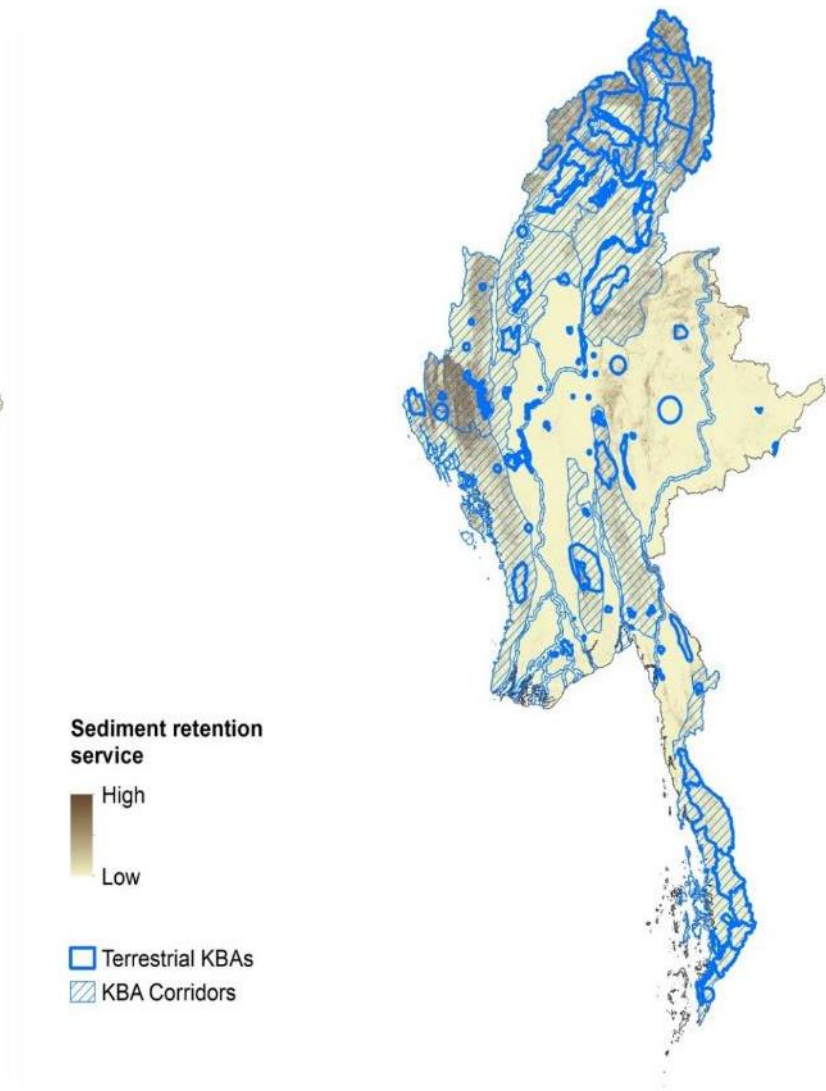 Sediment retention
service
High
Low
Terrestrial KBAs
KBA Corridors